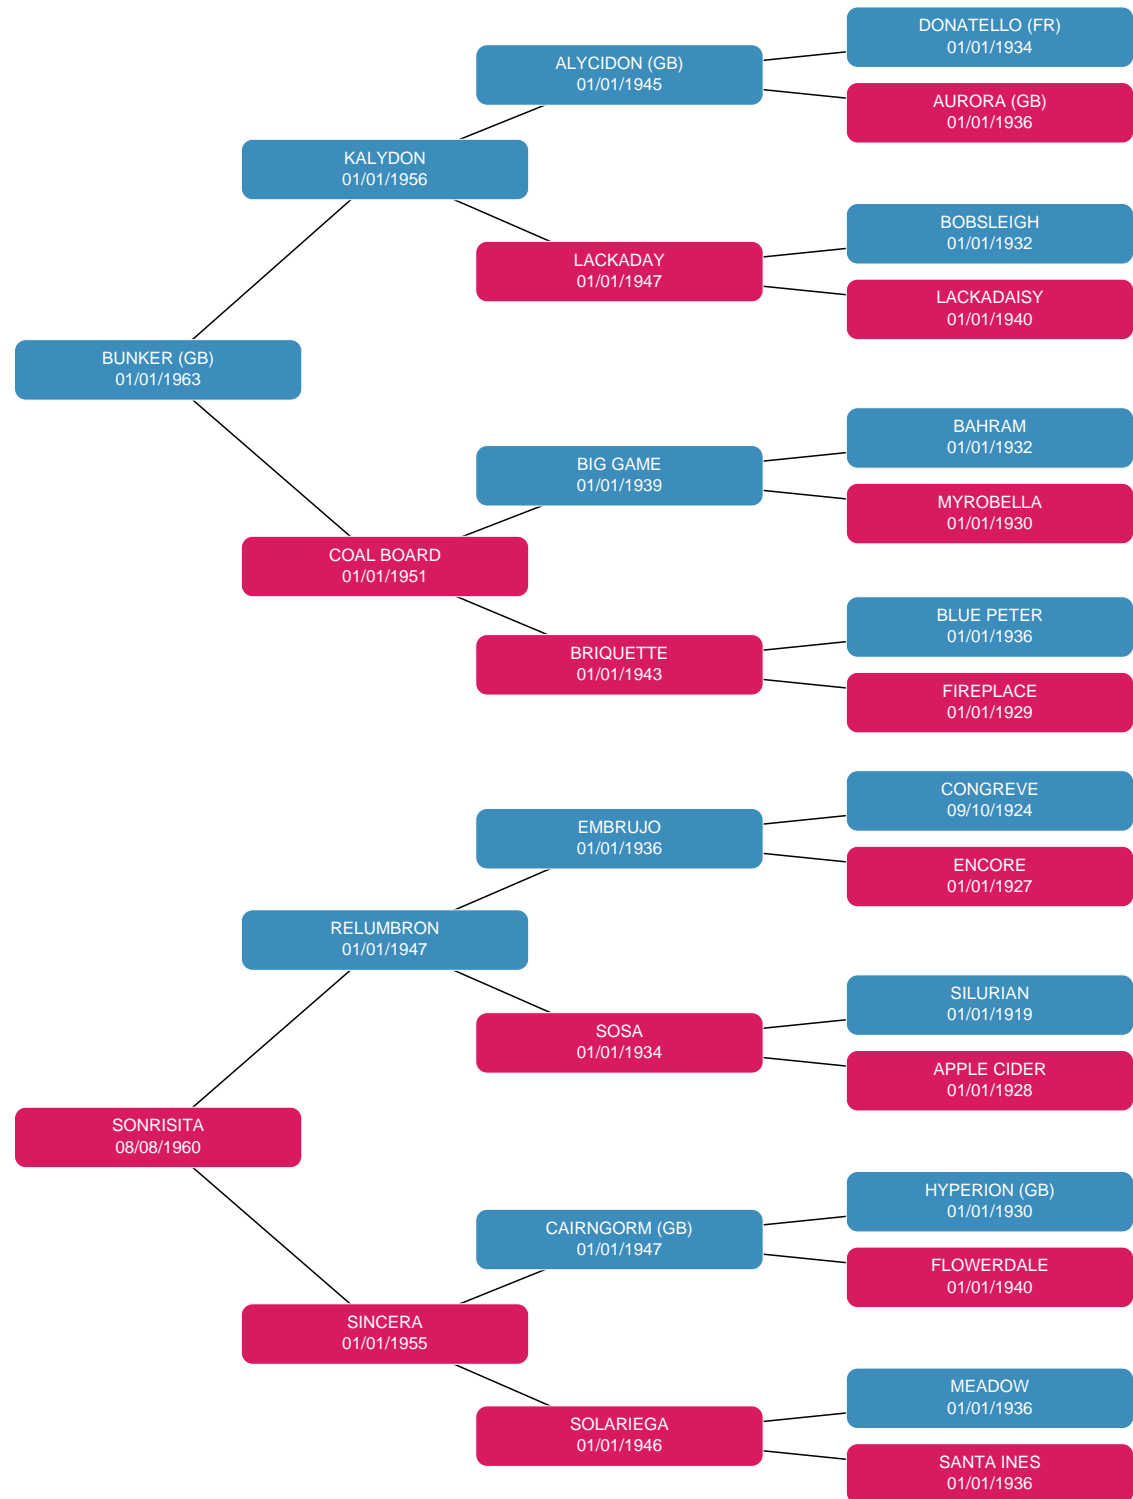 DONATELLO (FR)
01/01/1934
ALYCIDON (GB)
01/01/1945
AURORA (GB)
01/01/1936
KALYDON
01/01/1956
BOBSLEIGH
01/01/1932
LACKADAY
01/01/1947
LACKADAISY
01/01/1940
BUNKER (GB)
01/01/1963
BAHRAM
01/01/1932
BIG GAME
01/01/1939
MYROBELLA
01/01/1930
COAL BOARD
01/01/1951
BLUE PETER
01/01/1936
BRIQUETTE
01/01/1943
FIREPLACE
01/01/1929
CONGREVE
09/10/1924
EMBRUJO
01/01/1936
ENCORE
01/01/1927
RELUMBRON
01/01/1947
SILURIAN
01/01/1919
SOSA
01/01/1934
APPLE CIDER
01/01/1928
SONRISITA
08/08/1960
HYPERION (GB)
01/01/1930
CAIRNGORM (GB)
01/01/1947
FLOWERDALE
01/01/1940
SINCERA
01/01/1955
MEADOW
01/01/1936
SOLARIEGA
01/01/1946
SANTA INES
01/01/1936